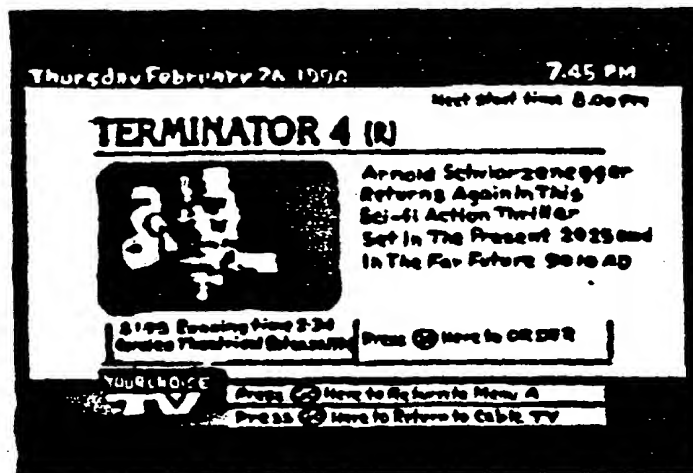 Thursday February 7.45 PM
Next start time 8.00 PM
TERMINATOR 4 (R)
Arnold Schwarzenegger
Returns Again In This
Sci-fi Action Thriller
Set In The Present 2025 and
In The Far Future AD
Running time
Theatrical
Press Here to ORDER
YOUR CHOICE
TV
Press Here to Return to Menu A
Press Here to Return to Cable TV